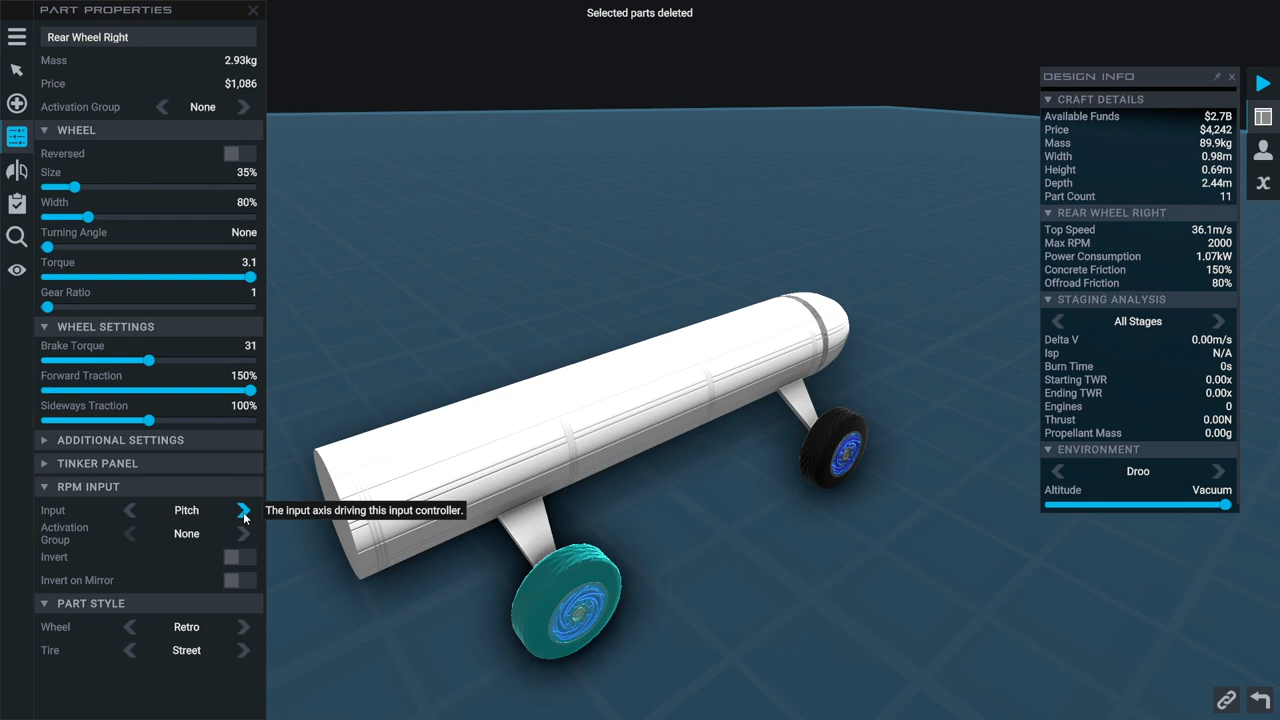 Selected parts deleted
PART PROPERTIES
Rear Wheel Right
Mass 2.93kg
Price $1,086
Activation Group None
WHEEL
Reversed
Size 35%
Width 80%
Turning Angle None
Torque 3.1
Gear Ratio 1
WHEEL SETTINGS
Brake Torque 31
Forward Traction 150%
Sideways Traction 100%
ADDITIONAL SETTINGS
TINKER PANEL
RPM INPUT
Input Pitch
The input axis driving this input controller.
Activation
Group None
Invert
Invert on Mirror
PART STYLE
Wheel Retro
Tire Street
DESIGN INFO
CRAFT DETAILS
Available Funds $2.7B
Price $4,242
Mass 89.9kg
Width 0.98m
Height 0.69m
Depth 2.44m
Part Count 11
REAR WHEEL RIGHT
Top Speed 36.1m/s
Max RPM 2000
Power Consumption 1.07kW
Concrete Friction 150%
Offroad Friction 80%
STAGING ANALYSIS
All Stages
Delta V 0.00m/s
Isp N/A
Burn Time 0s
Starting TWR 0.00x
Ending TWR 0.00x
Engines 0
Thrust 0.00N
Propellant Mass 0.00g
ENVIRONMENT
Droo
Altitude Vacuum